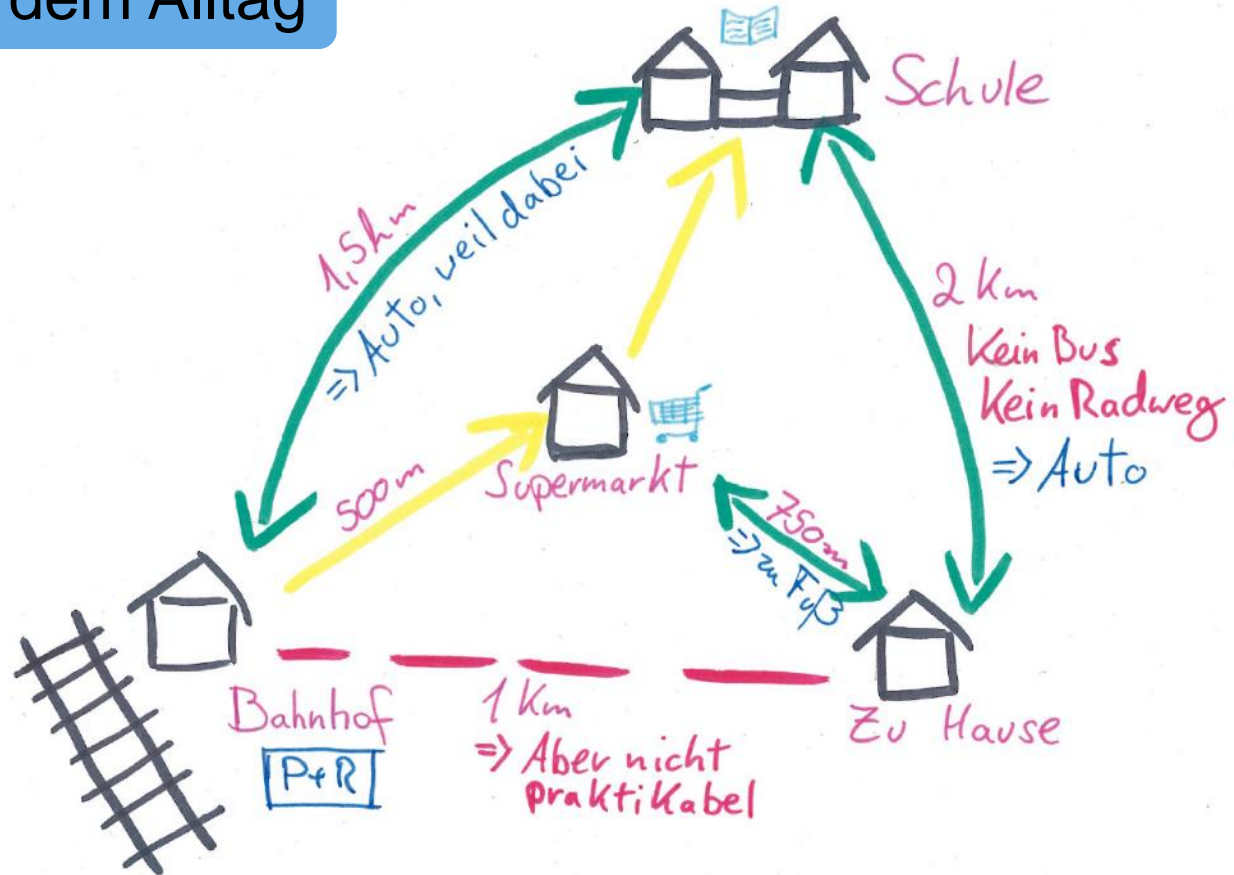 dem Alltag
Schule
1,5km
=> Auto, weil dabei
2 Km
Kein Bus
Kein Radweg
=> Auto
500m
Supermarkt
750m
=> zu Fuß
Bahnhof
P+R
1 Km
=> Aber nicht
praktikabel
Zu Hause